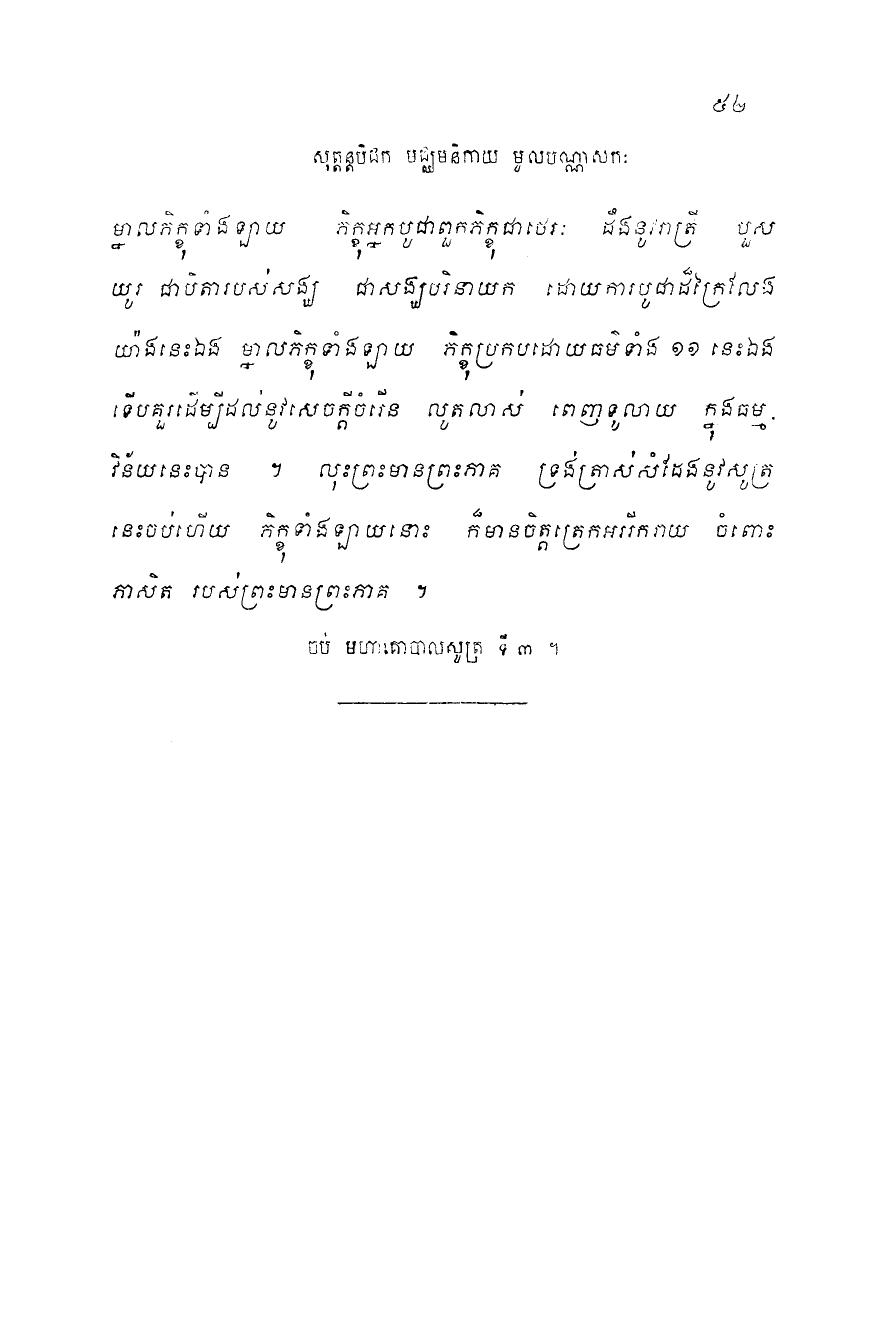 ៥៤
សុត្តន្តបិដក មជ្ឈមនិកាយ មូលបណ្ណាសក:
ម្នាលភិក្ខុទាំងឡាយ ភិក្ខុអ្នកបូជាពួកភិក្ខុជាថេរ: ដឹងនូវរាត្រី បួស
យូរ ជាបិតារបស់សង្ឃ ជាសង្ឃបរិនាយក ដោយការបូជាដ៏ក្រៃលែង
យ៉ាងនេះឯង ម្នាលភិក្ខុទាំងឡាយ ភិក្ខុប្រកបដោយធម៌ទាំង ១១ នេះឯង
ទើបគួរដើម្បីដល់នូវសេចក្តីចំរើន លូតលាស់ ពេញទូលាយ ក្នុងធម្ម
វិន័យនេះបាន ។ លុះព្រះមានព្រះភាគ ទ្រង់ត្រាស់សំដែងនូវសូត្រ
នេះចប់ហើយ ភិក្ខុទាំងឡាយនោះ ក៏មានចិត្តត្រេកអររីករាយ ចំពោះ
ភាសិត របស់ព្រះមានព្រះភាគ ។
ចប់ មហាគោបាលសូត្រ ទី ៣ ។